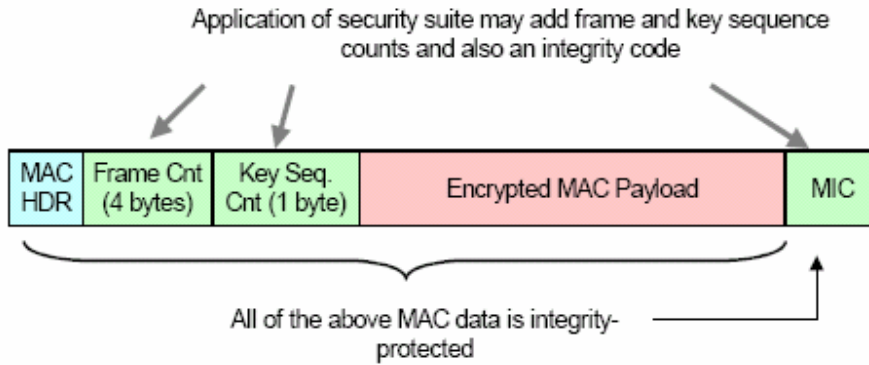 Application of security suite may add frame and key sequence
counts and also an integrity code
MAC
HDR
Frame Cnt
(4 bytes)
Key Seq.
Cnt (1 byte)
Encrypted MAC Payload
MIC
All of the above MAC data is integrity-
protected